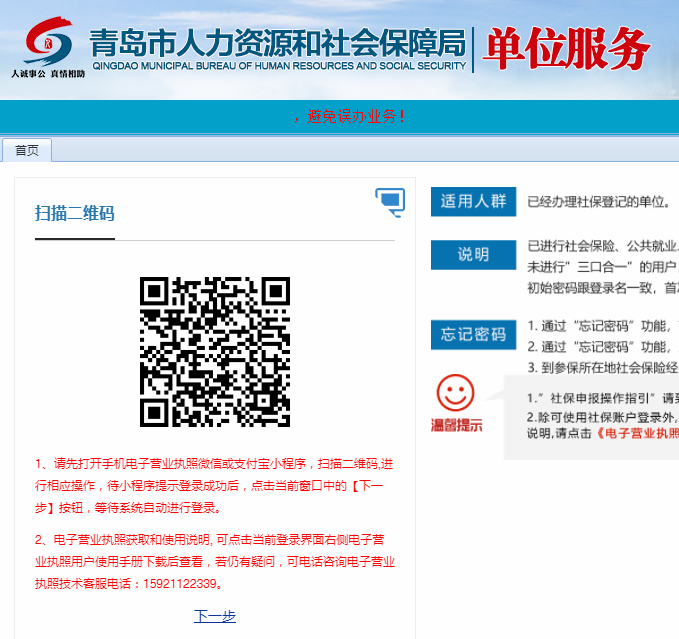 青岛市人力资源和社会保障局
单位服务
QINGDAO MUNICIPAL BUREAU OF HUMAN RESOURCES AND SOCIAL SECURITY
人诚事公 真情相助
，避免误办业务！
首页
扫描二维码
1、请先打开手机电子营业执照微信或支付宝小程序，扫描二维码,进
行相应操作，待小程序提示登录成功后，点击当前窗口中的【下一
步】按钮，等待系统自动进行登录。
2、电子营业执照获取和使用说明, 可点击当前登录界面右侧电子营
业执照用户使用手册下载后查看，若仍有疑问，可电话咨询电子营业
执照技术客服电话：15921122339。
下一步
适用人群
已经办理社保登记的单位。
说明
已进行社会保险、公共就业
未进行”三口合一”的用户
初始密码跟登录名一致，首
忘记密码
1. 通过“忘记密码”功能，
2. 通过“忘记密码”功能，
3. 到参保所在地社会保险经
温馨提示
1.”社保申报操作指引”请
2.除可使用社保账户登录外,
说明,请点击《电子营业执照